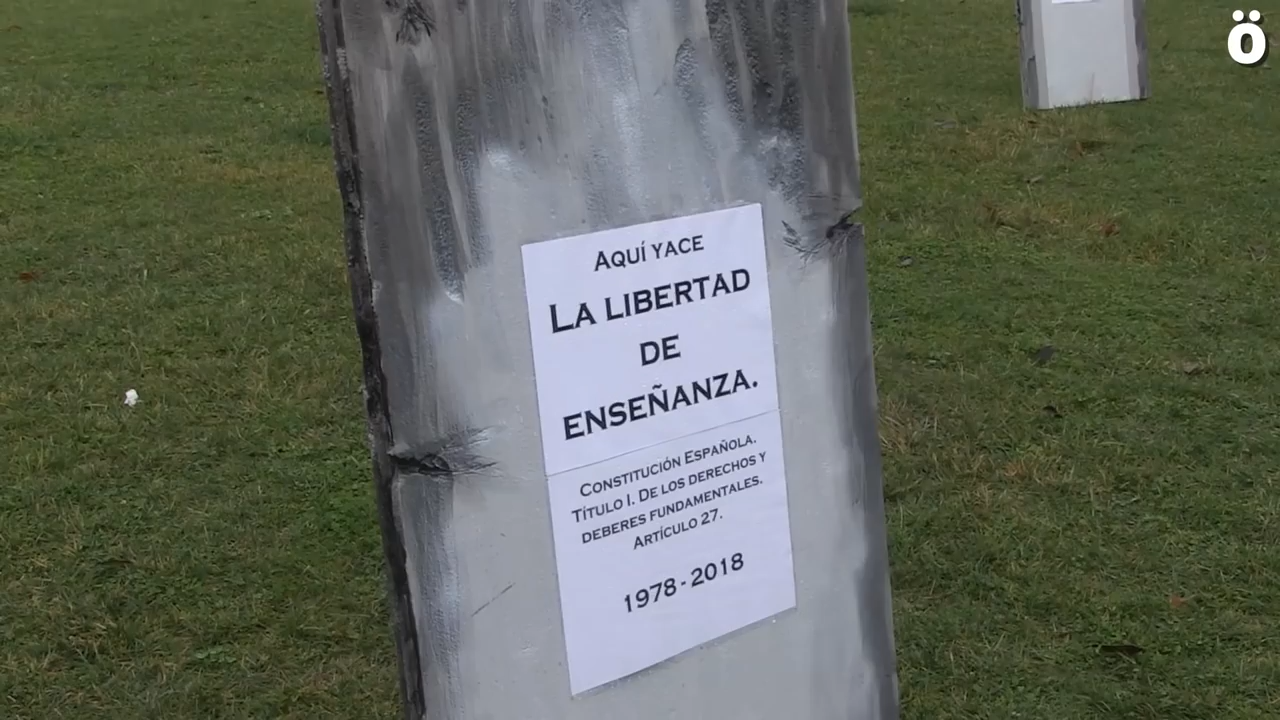 ö
AQUÍ YACE
LA LIBERTAD
DE
ENSEÑANZA.
CONSTITUCIÓN ESPAÑOLA.
TÍTULO I. DE LOS DERECHOS Y
DEBERES FUNDAMENTALES.
ARTÍCULO 27.
1978 - 2018